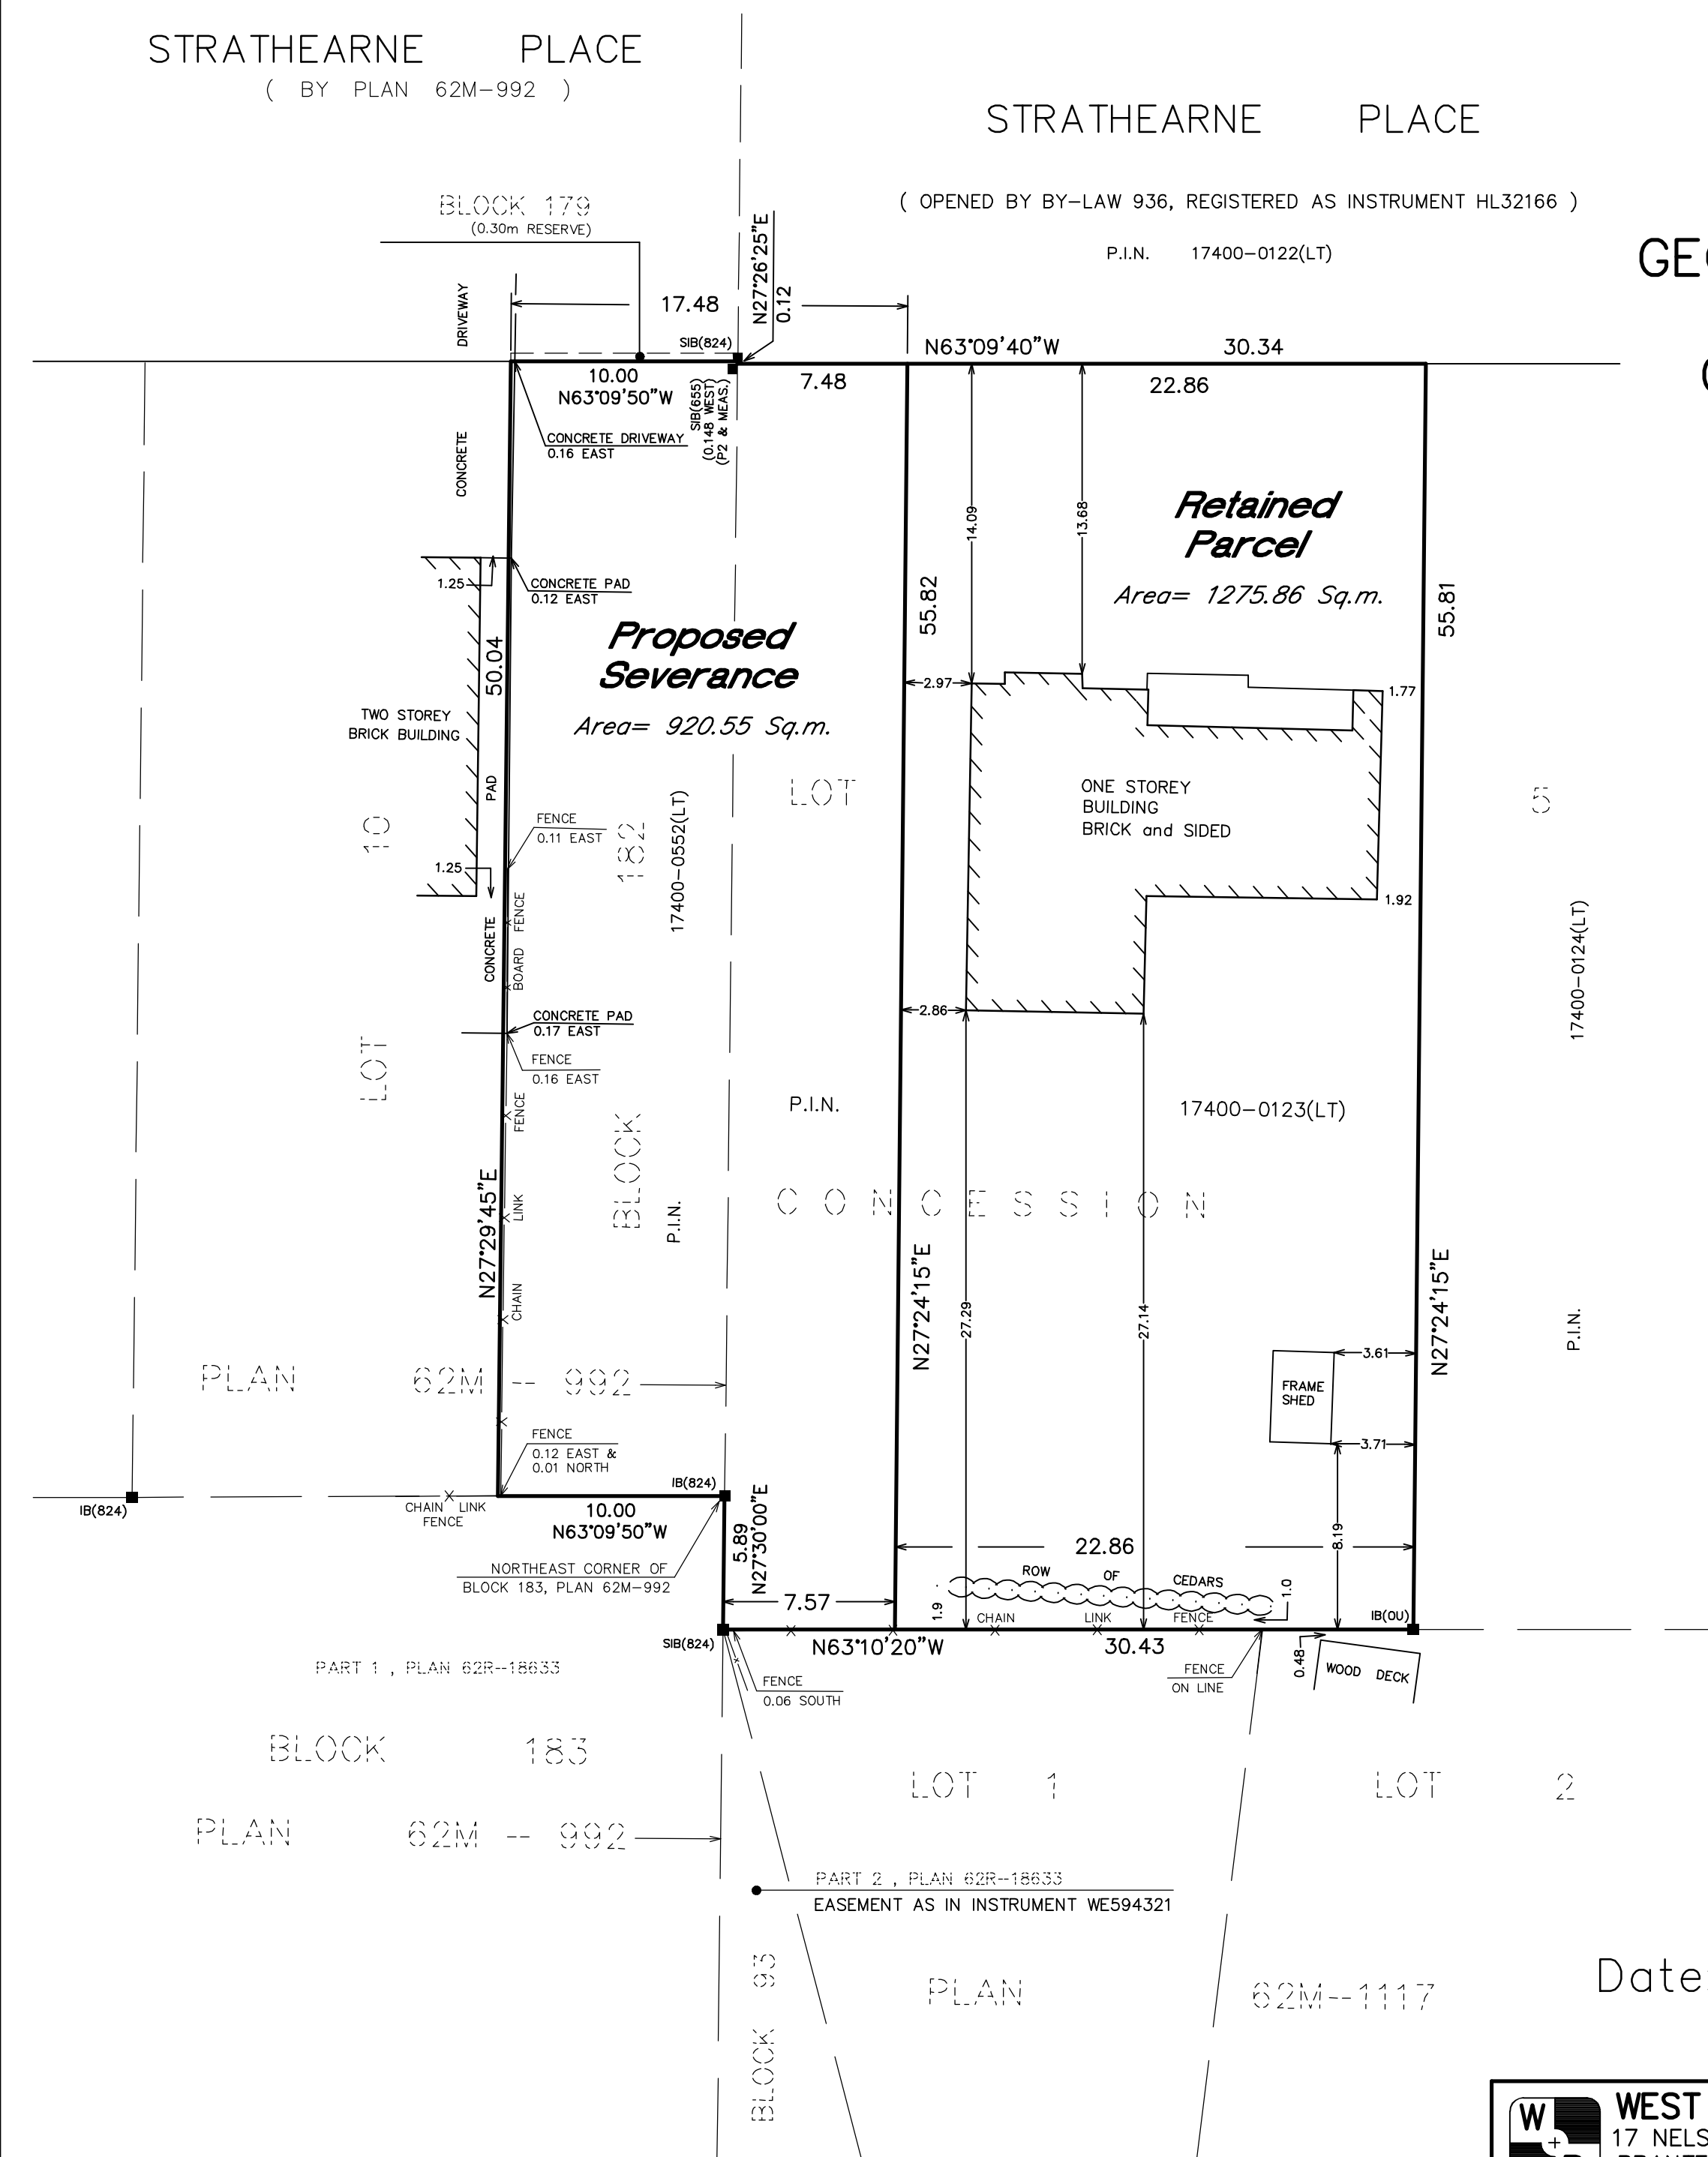 STRATHEARNE PLACE
( BY PLAN 62M-992 )
STRATHEARNE PLACE
( OPENED BY BY-LAW 936, REGISTERED AS INSTRUMENT HL32166 )
P.I.N. 17400-0122(LT)
BLOCK 179
(0.30m RESERVE)
N27°26'25"E
0.12
17.48
SIB(824)
DRIVEWAY
CONCRETE
N63°09'40"W 30.34
10.00
N63°09'50"W
7.48
22.86
SIB(655)
(0.148 WEST)
(P2 & MEAS.)
CONCRETE DRIVEWAY
0.16 EAST
14.09
13.68
Retained
Parcel
Area= 1275.86 Sq.m.
55.82
55.81
1.25
CONCRETE PAD
0.12 EAST
Proposed
Severance
Area= 920.55 Sq.m.
50.04
2.97
1.77
TWO STOREY
BRICK BUILDING
PAD
LOT
ONE STOREY
BUILDING
BRICK and SIDED
5
FENCE
0.11 EAST
10
182
17400-0552(LT)
1.25
1.92
CONCRETE
BOARD FENCE
17400-0124(LT)
2.86
CONCRETE PAD
0.17 EAST
FENCE
0.16 EAST
LOT
FENCE
P.I.N.
17400-0123(LT)
BLOCK
P.I.N.
CONCESSION
N27°29'45"E
LINK
CHAIN
N27°24'15"E
27.29
27.14
N27°24'15"E
P.I.N.
PLAN 62M - 992
3.61
FRAME
SHED
3.71
FENCE
0.12 EAST &
0.01 NORTH
IB(824)
IB(824)
CHAIN LINK
FENCE
10.00
N63°09'50"W
5.89
N27°30'00"E
NORTHEAST CORNER OF
BLOCK 183, PLAN 62M-992
22.86
8.19
7.57
ROW OF CEDARS
1.9
1.0
CHAIN LINK FENCE
IB(OU)
SIB(824)
N63°10'20"W 30.43
0.48
WOOD DECK
PART 1 , PLAN 62R-18633
FENCE
0.06 SOUTH
FENCE
ON LINE
BLOCK 183
LOT 1
LOT 2
PLAN 62M - 992
PART 2 , PLAN 62R-18633
EASEMENT AS IN INSTRUMENT WE594321
BLOCK 93
PLAN 62M-1117
GEO
Date:
W
WEST
17 NELS